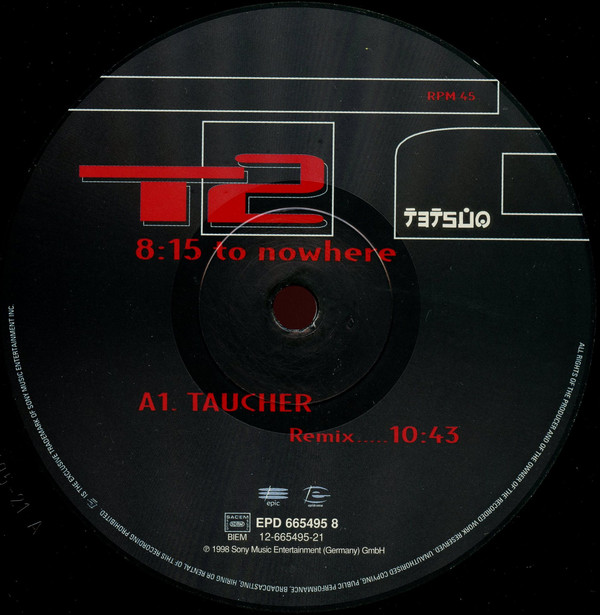 RPM 45
T2
TETSUO
8:15 to nowhere
A1. TAUCHER
Remix.....10:43
epic
SACEM
EPD 665495 8
BIEM 12-665495-21
℗ 1998 Sony Music Entertainment (Germany) GmbH
ALL RIGHTS OF THE PRODUCER AND OF THE OWNER OF THE RECORDED WORK RESERVED. UNAUTHORISED COPYING, PUBLIC PERFORMANCE, BROADCASTING, HIRING OR RENTAL OF THIS RECORDING PROHIBITED.
IS THE EXCLUSIVE TRADEMARK OF SONY MUSIC ENTERTAINMENT INC.